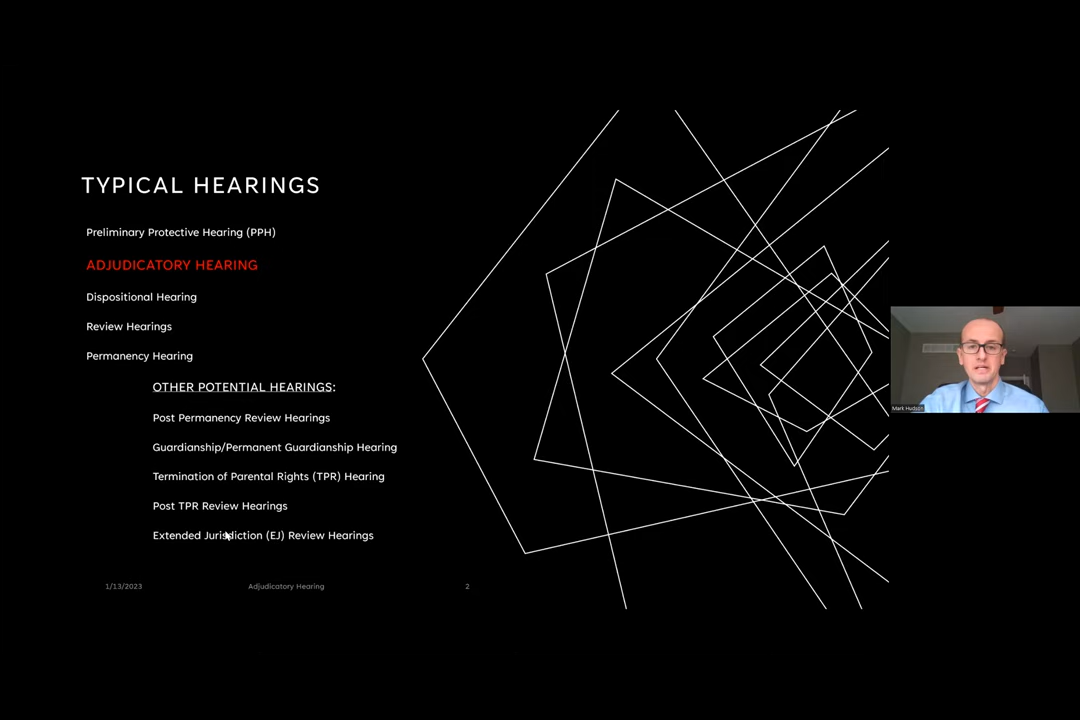 TYPICAL HEARINGS
Preliminary Protective Hearing (PPH)
ADJUDICATORY HEARING
Dispositional Hearing
Review Hearings
Permanency Hearing
OTHER POTENTIAL HEARINGS:
Post Permanency Review Hearings
Guardianship/Permanent Guardianship Hearing
Termination of Parental Rights (TPR) Hearing
Post TPR Review Hearings
Extended Jurisdiction (EJ) Review Hearings
1/13/2023
Adjudicatory Hearing
2
Mark Hudson